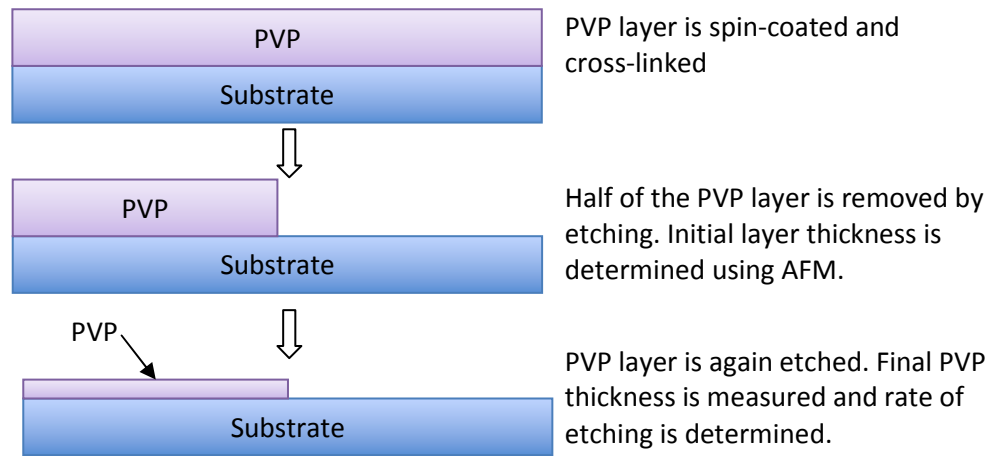 PVP
Substrate
PVP layer is spin-coated and
cross-linked
PVP
Substrate
Half of the PVP layer is removed by
etching. Initial layer thickness is
determined using AFM.
PVP
Substrate
PVP layer is again etched. Final PVP
thickness is measured and rate of
etching is determined.